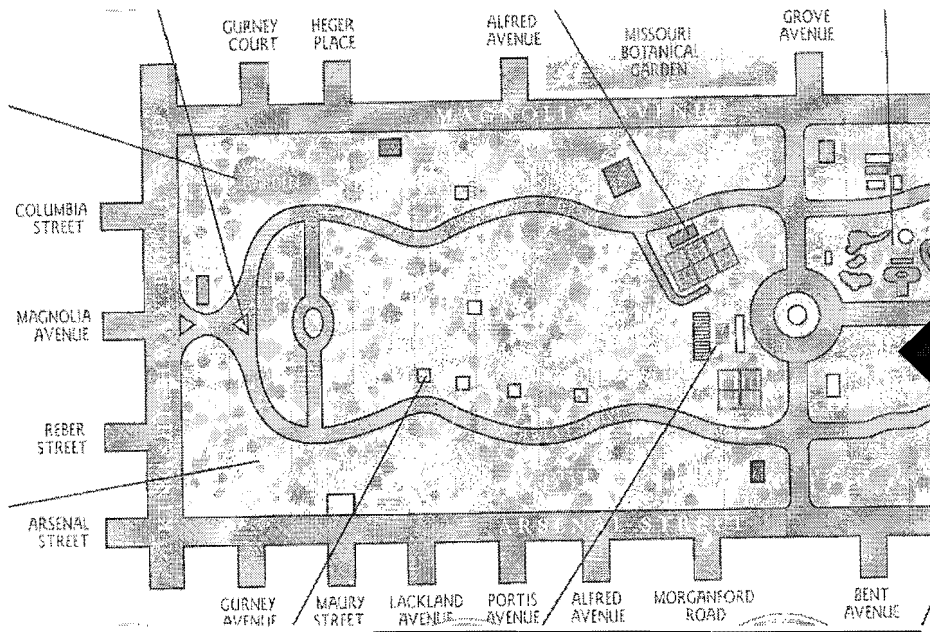 GURNEY
COURT
HEGER
PLACE
ALFRED
AVENUE
MISSOURI
BOTANICAL
GARDEN
GROVE
AVENUE
MAGNOLIA AVENUE
COLUMBIA
STREET
MAGNOLIA
AVENUE
REBER
STREET
ARSENAL
STREET
ARSENAL STREET
GURNEY
AVENUE
MAURY
STREET
LACKLAND
AVENUE
PORTIS
AVENUE
ALFRED
AVENUE
MORGANFORD
ROAD
BENT
AVENUE